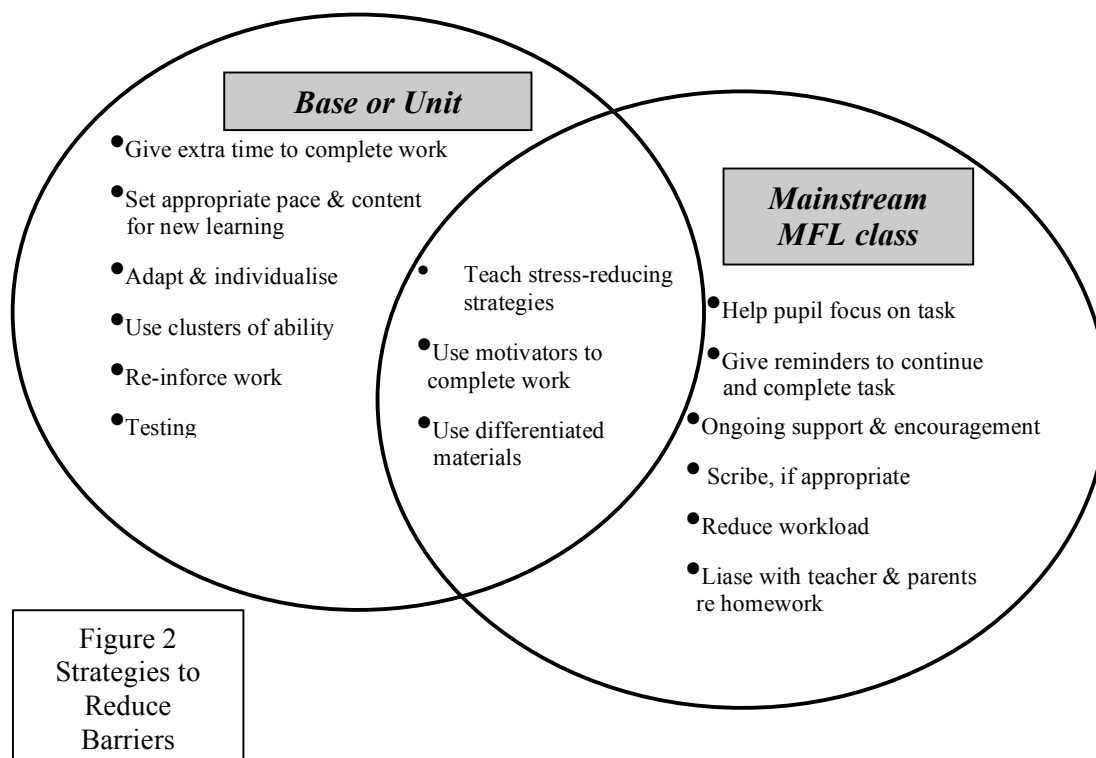 Base or Unit
•Give extra time to complete work
•Set appropriate pace & content
for new learning
•Adapt & individualise
•Use clusters of ability
•Re-inforce work
•Testing
• Teach stress-reducing
strategies
•Use motivators to
complete work
•Use differentiated
materials
Mainstream
MFL class
•Help pupil focus on task
•Give reminders to continue
and complete task
•Ongoing support & encouragement
• Scribe, if appropriate
•Reduce workload
•Liase with teacher & parents
re homework
Figure 2
Strategies to
Reduce
Barriers